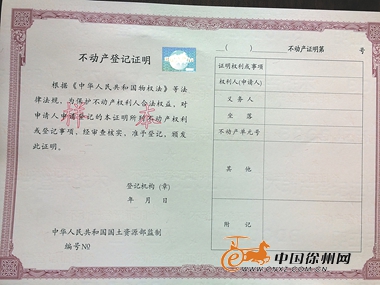 不动产登记证明
根据《中华人民共和国物权法》等法
律法规，为保护不动产权利人合法权益，对
申请人申请登记的本证明所列不动产权利
或登记事项，经审查核实，准予登记，颁发
此证明。
样本
登记机构（章）
年 月 日
中华人民共和国国土资源部监制
编号NO
（ ） 不动产证明第 号
证明权利或事项
权利人(申请人)
义务人
坐落
不动产单元号
其他
附记
中国徐州网
WWW.CNXZ.COM.CN